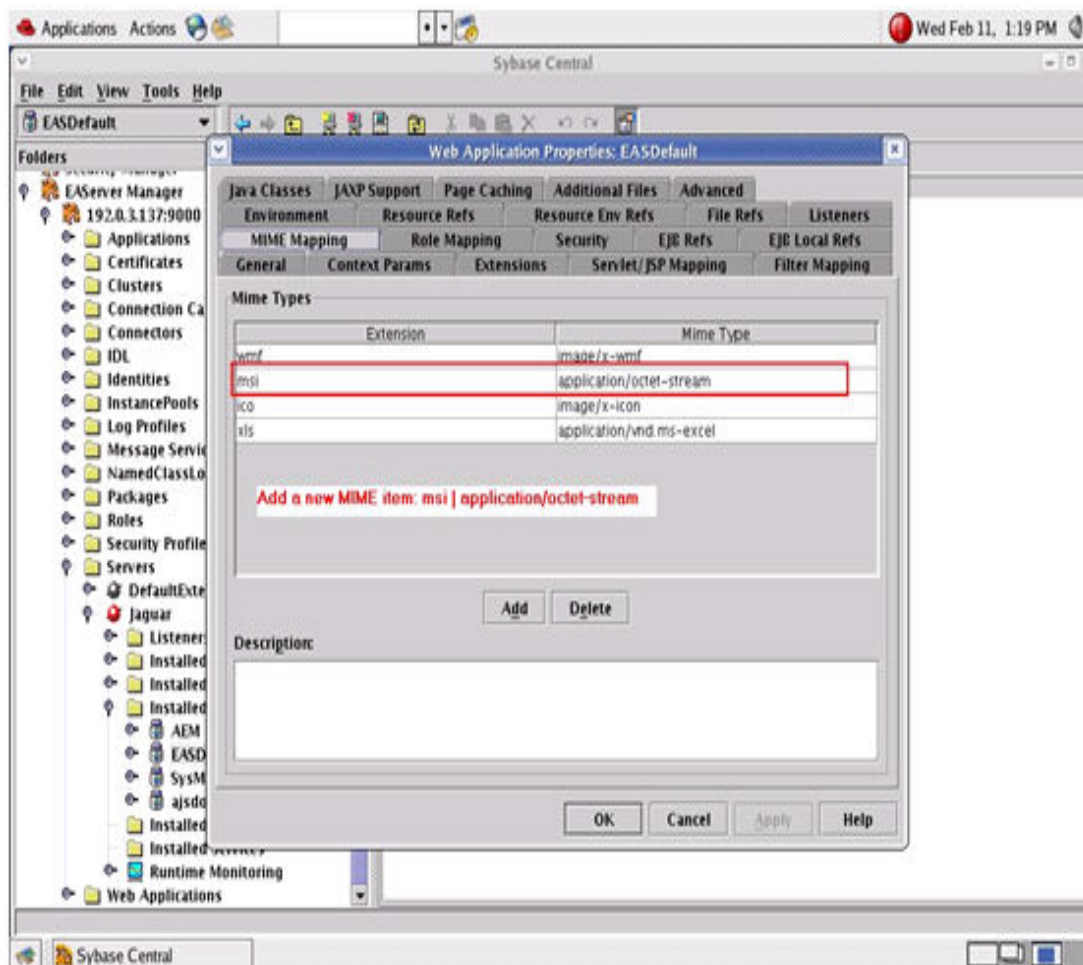 Applications Actions
Wed Feb 11, 1:19 PM
Sybase Central
File Edit View Tools Help
EASDefault
Folders
EAServer Manager
192.0.3.137:9000
Applications
Certificates
Clusters
Connection Ca
Connectors
IDL
Identities
InstancePools
Log Profiles
Message Servic
NamedClassLo
Packages
Roles
Security Profile
Servers
DefaultExte
Jaguar
Listener
Installed
Installed
Installed
AEM
EASD
SysM
ajsdo
Installed
Installed Services
Runtime Monitoring
Web Applications
Web Application Properties: EASDefault
Java Classes JAXP Support Page Caching Additional Files Advanced
Environment Resource Refs Resource Env Refs File Refs Listeners
MIME Mapping Role Mapping Security EJB Refs EJB Local Refs
General Context Params Extensions Servlet/JSP Mapping Filter Mapping
Mime Types
Extension Mime Type
wmf image/x-wmf
msi application/octet-stream
ico image/x-icon
xls application/vnd.ms-excel
Add a new MIME item: msi | application/octet-stream
Add Delete
Description:
OK Cancel Apply Help
Sybase Central